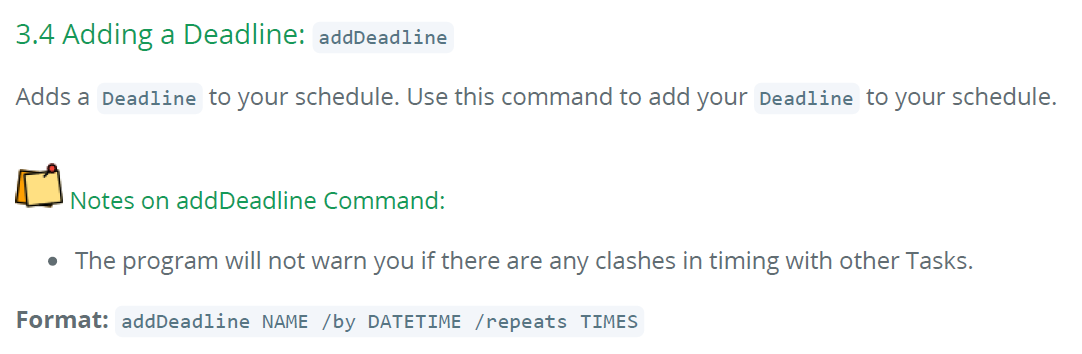 3.4 Adding a Deadline: addDeadline
Adds a Deadline to your schedule. Use this command to add your Deadline to your schedule.
Notes on addDeadline Command:
• The program will not warn you if there are any clashes in timing with other Tasks.
Format: addDeadline NAME /by DATETIME /repeats TIMES